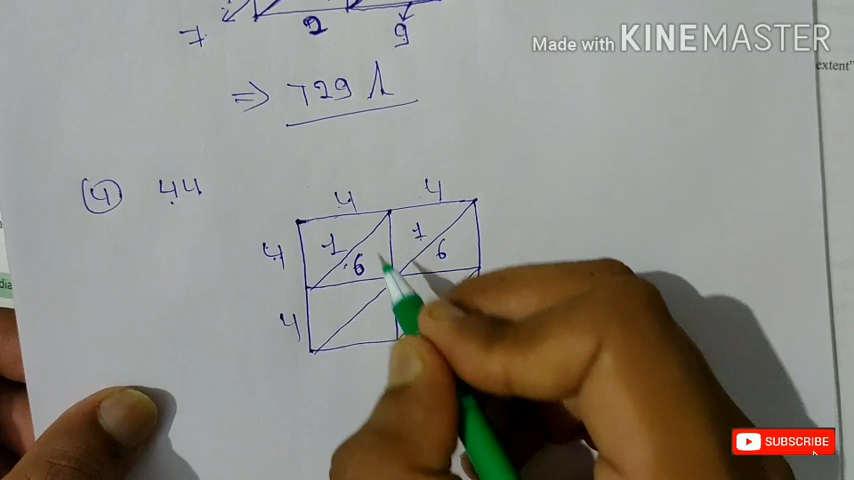 7 2 9
Made with KINEMASTER
extent"
⇒ 729
④ 44
4 4
4 1 6 1 6
4
SUBSCRIBE